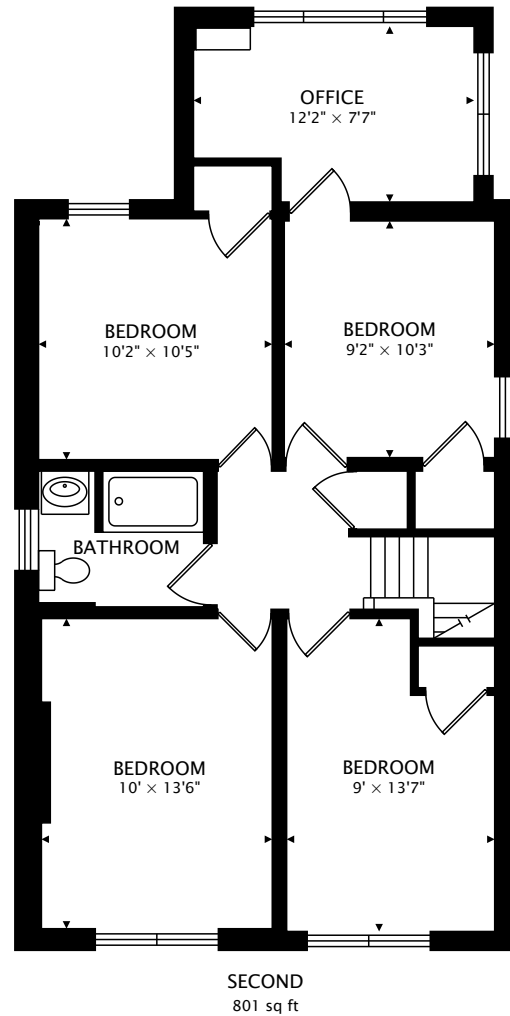 OFFICE
12'2" × 7'7"
BEDROOM
10'2" × 10'5"
BEDROOM
9'2" × 10'3"
BATHROOM
BEDROOM
10' × 13'6"
BEDROOM
9' × 13'7"
SECOND
801 sq ft